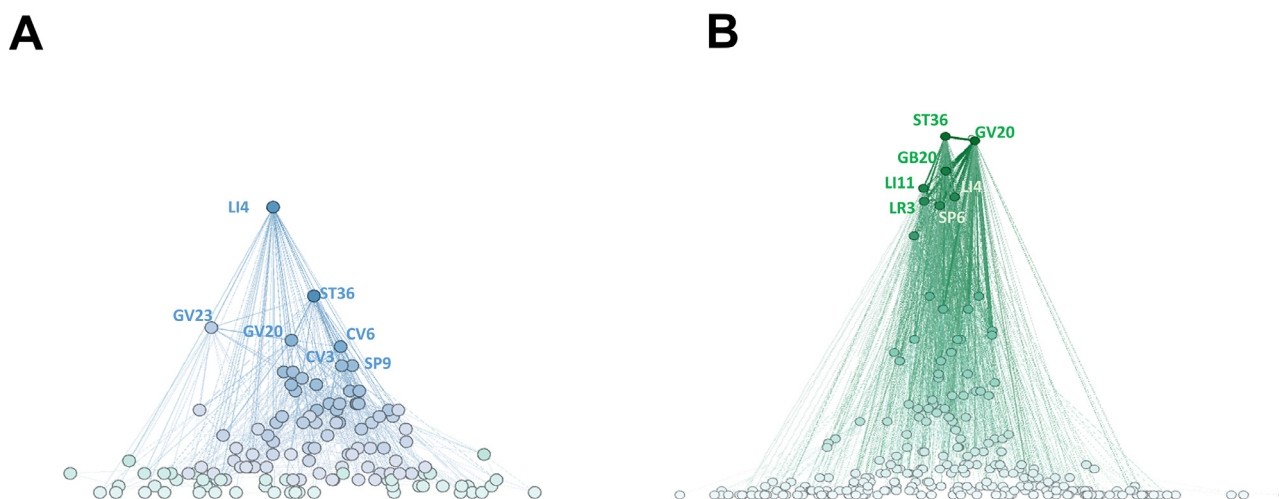 A
B
LI4
ST36
GV23
GV20
CV6
CV3
SP9
ST36
GV20
GB20
LI11
LI4
LR3
SP6